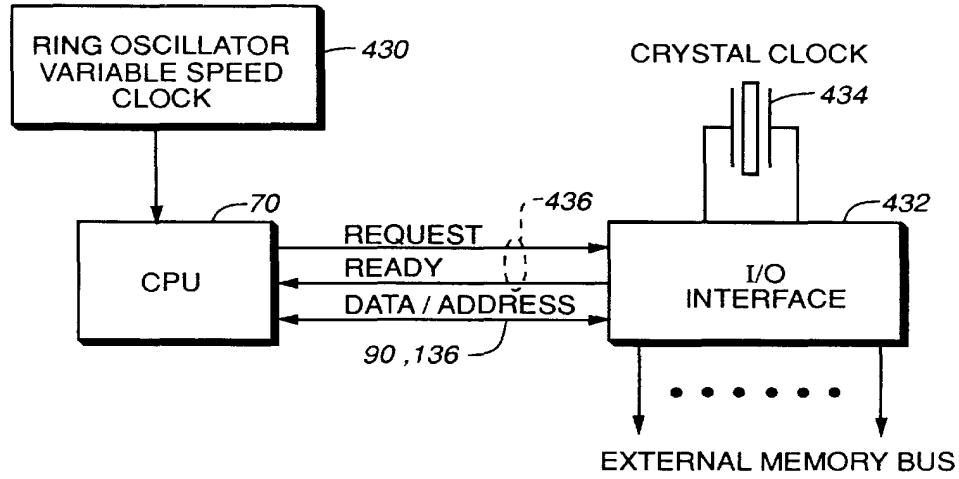 RING OSCILLATOR
VARIABLE SPEED
CLOCK
430
CRYSTAL CLOCK
434
70
CPU
REQUEST
436
READY
DATA / ADDRESS
90 ,136
432
I/O
INTERFACE
EXTERNAL MEMORY BUS